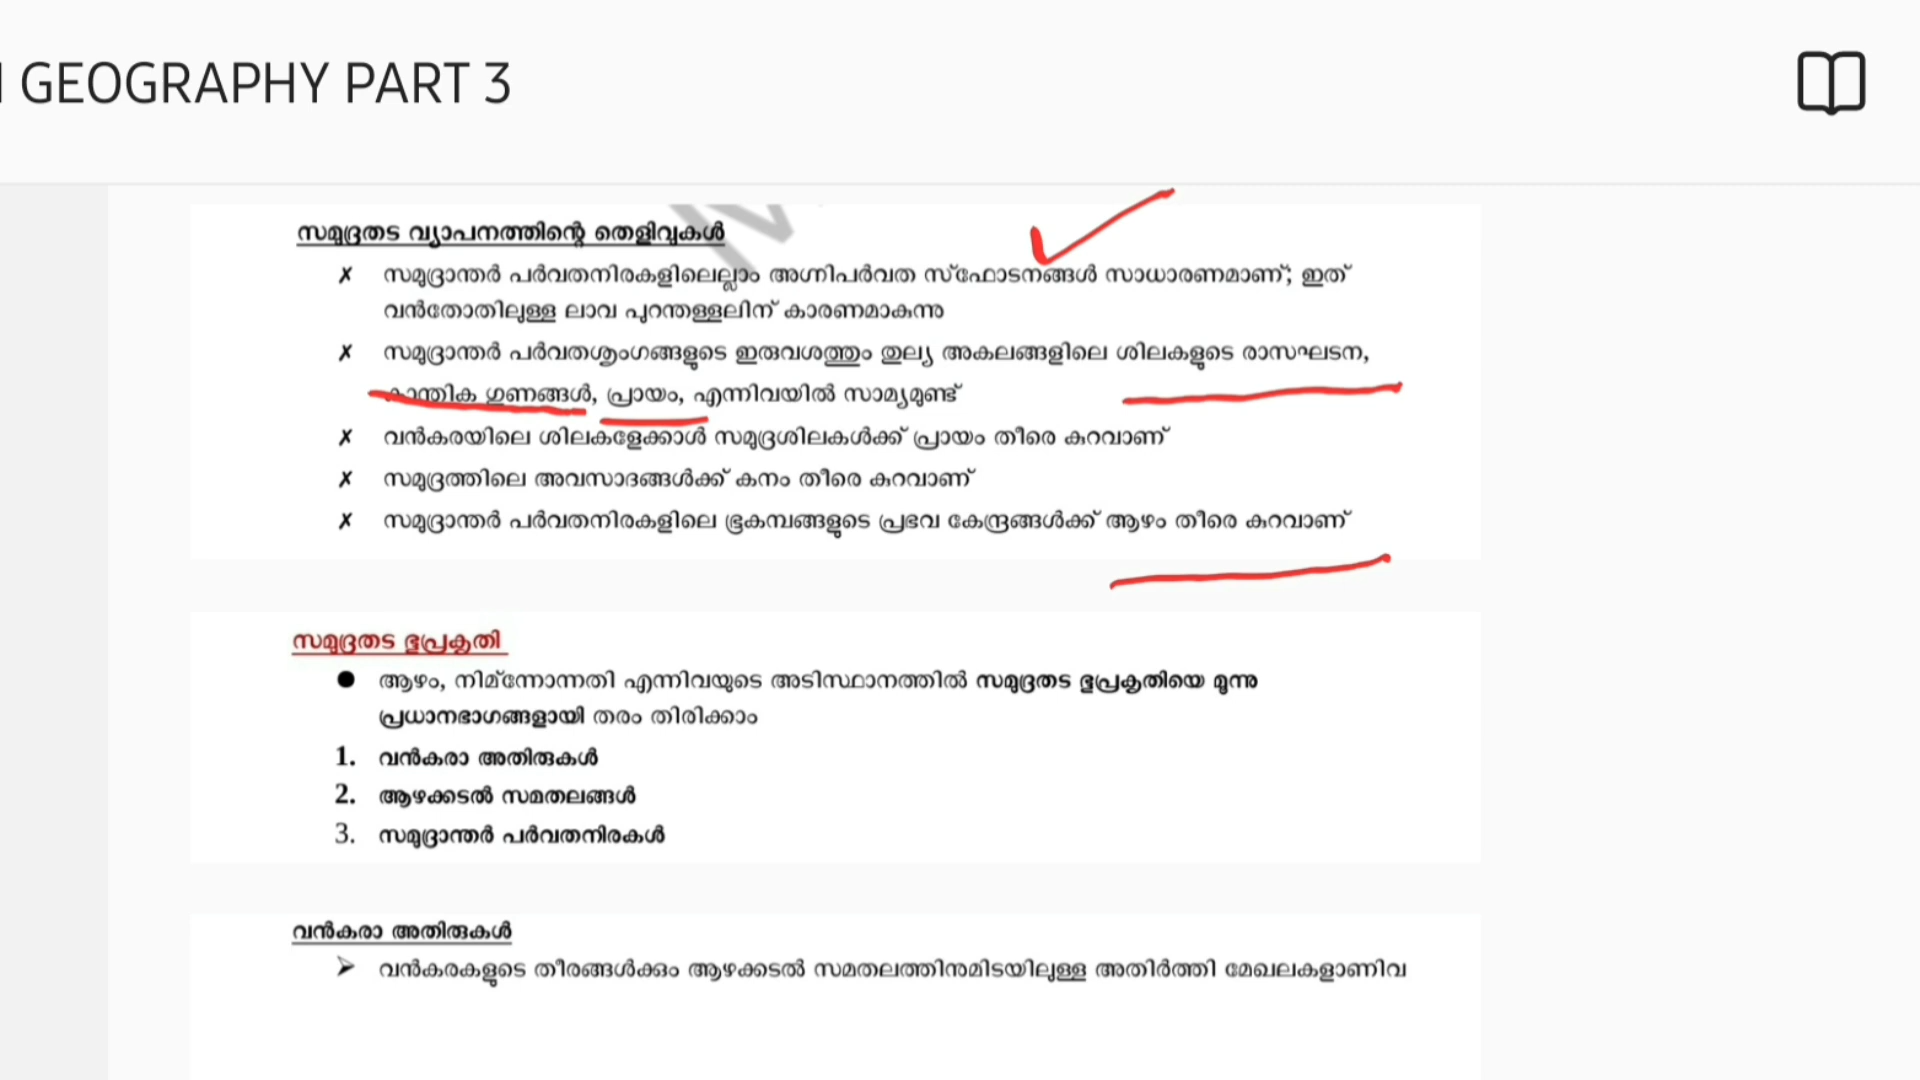 GEOGRAPHY PART 3
സമുദ്രതട വ്യാപനത്തിന്റെ തെളിവുകൾ
✗ സമുദ്രാന്തർ പർവതനിരകളിലെല്ലാം അഗ്നിപർവത സ്ഫോടനങ്ങൾ സാധാരണമാണ്; ഇത്
വൻതോതിലുള്ള ലാവ പുറന്തള്ളലിന് കാരണമാകുന്നു
✗ സമുദ്രാന്തർ പർവതശൃംഗങ്ങളുടെ ഇരുവശത്തും തുല്യ അകലങ്ങളിലെ ശിലകളുടെ രാസഘടന,
കാന്തിക ഗുണങ്ങൾ, പ്രായം, എന്നിവയിൽ സാമ്യമുണ്ട്
✗ വൻകരയിലെ ശിലകളേക്കാൾ സമുദ്രശിലകൾക്ക് പ്രായം തീരെ കുറവാണ്
✗ സമുദ്രത്തിലെ അവസാദങ്ങൾക്ക് കനം തീരെ കുറവാണ്
✗ സമുദ്രാന്തർ പർവതനിരകളിലെ ഭൂകമ്പങ്ങളുടെ പ്രഭവ കേന്ദ്രങ്ങൾക്ക് ആഴം തീരെ കുറവാണ്
സമുദ്രതട ഭൂപ്രകൃതി
● ആഴം, നിമ്ന്നോന്നതി എന്നിവയുടെ അടിസ്ഥാനത്തിൽ സമുദ്രതട ഭൂപ്രകൃതിയെ മൂന്നു
പ്രധാനഭാഗങ്ങളായി തരം തിരിക്കാം
1. വൻകരാ അതിരുകൾ
2. ആഴക്കടൽ സമതലങ്ങൾ
3. സമുദ്രാന്തർ പർവതനിരകൾ
വൻകരാ അതിരുകൾ
➢ വൻകരകളുടെ തീരങ്ങൾക്കും ആഴക്കടൽ സമതലത്തിനുമിടയിലുള്ള അതിർത്തി മേഖലകളാണിവ